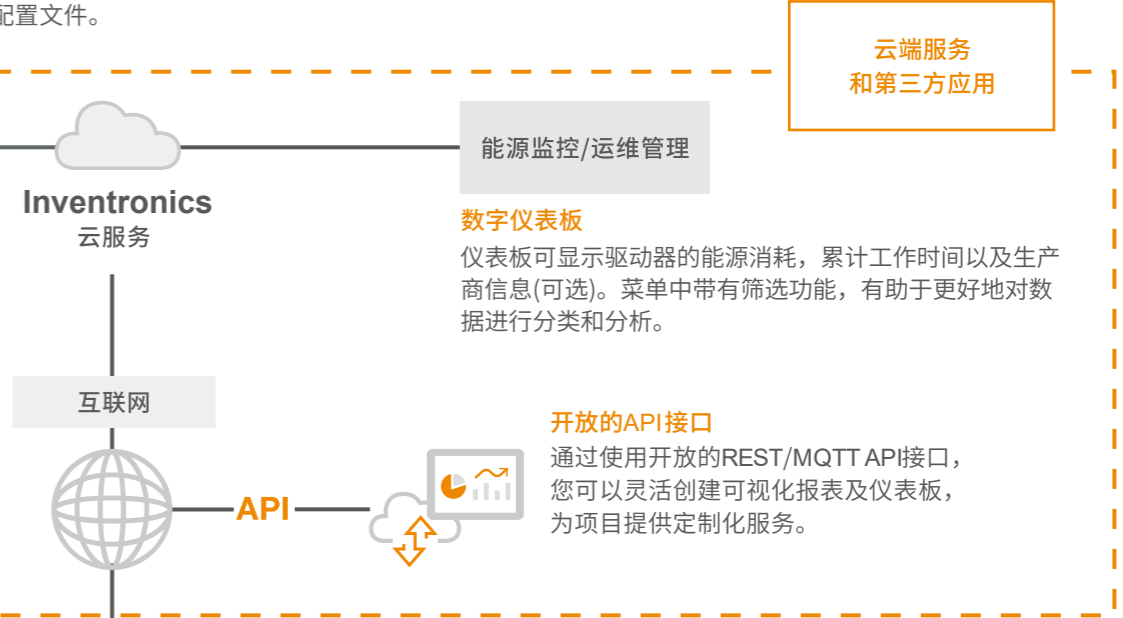 配置文件。
云端服务
和第三方应用
能源监控/运维管理
Inventronics
云服务
数字仪表板
仪表板可显示驱动器的能源消耗，累计工作时间以及生产
商信息(可选)。菜单中带有筛选功能，有助于更好地对数
据进行分类和分析。
互联网
开放的API接口
通过使用开放的REST/MQTT API接口，
您可以灵活创建可视化报表及仪表板，
为项目提供定制化服务。
API